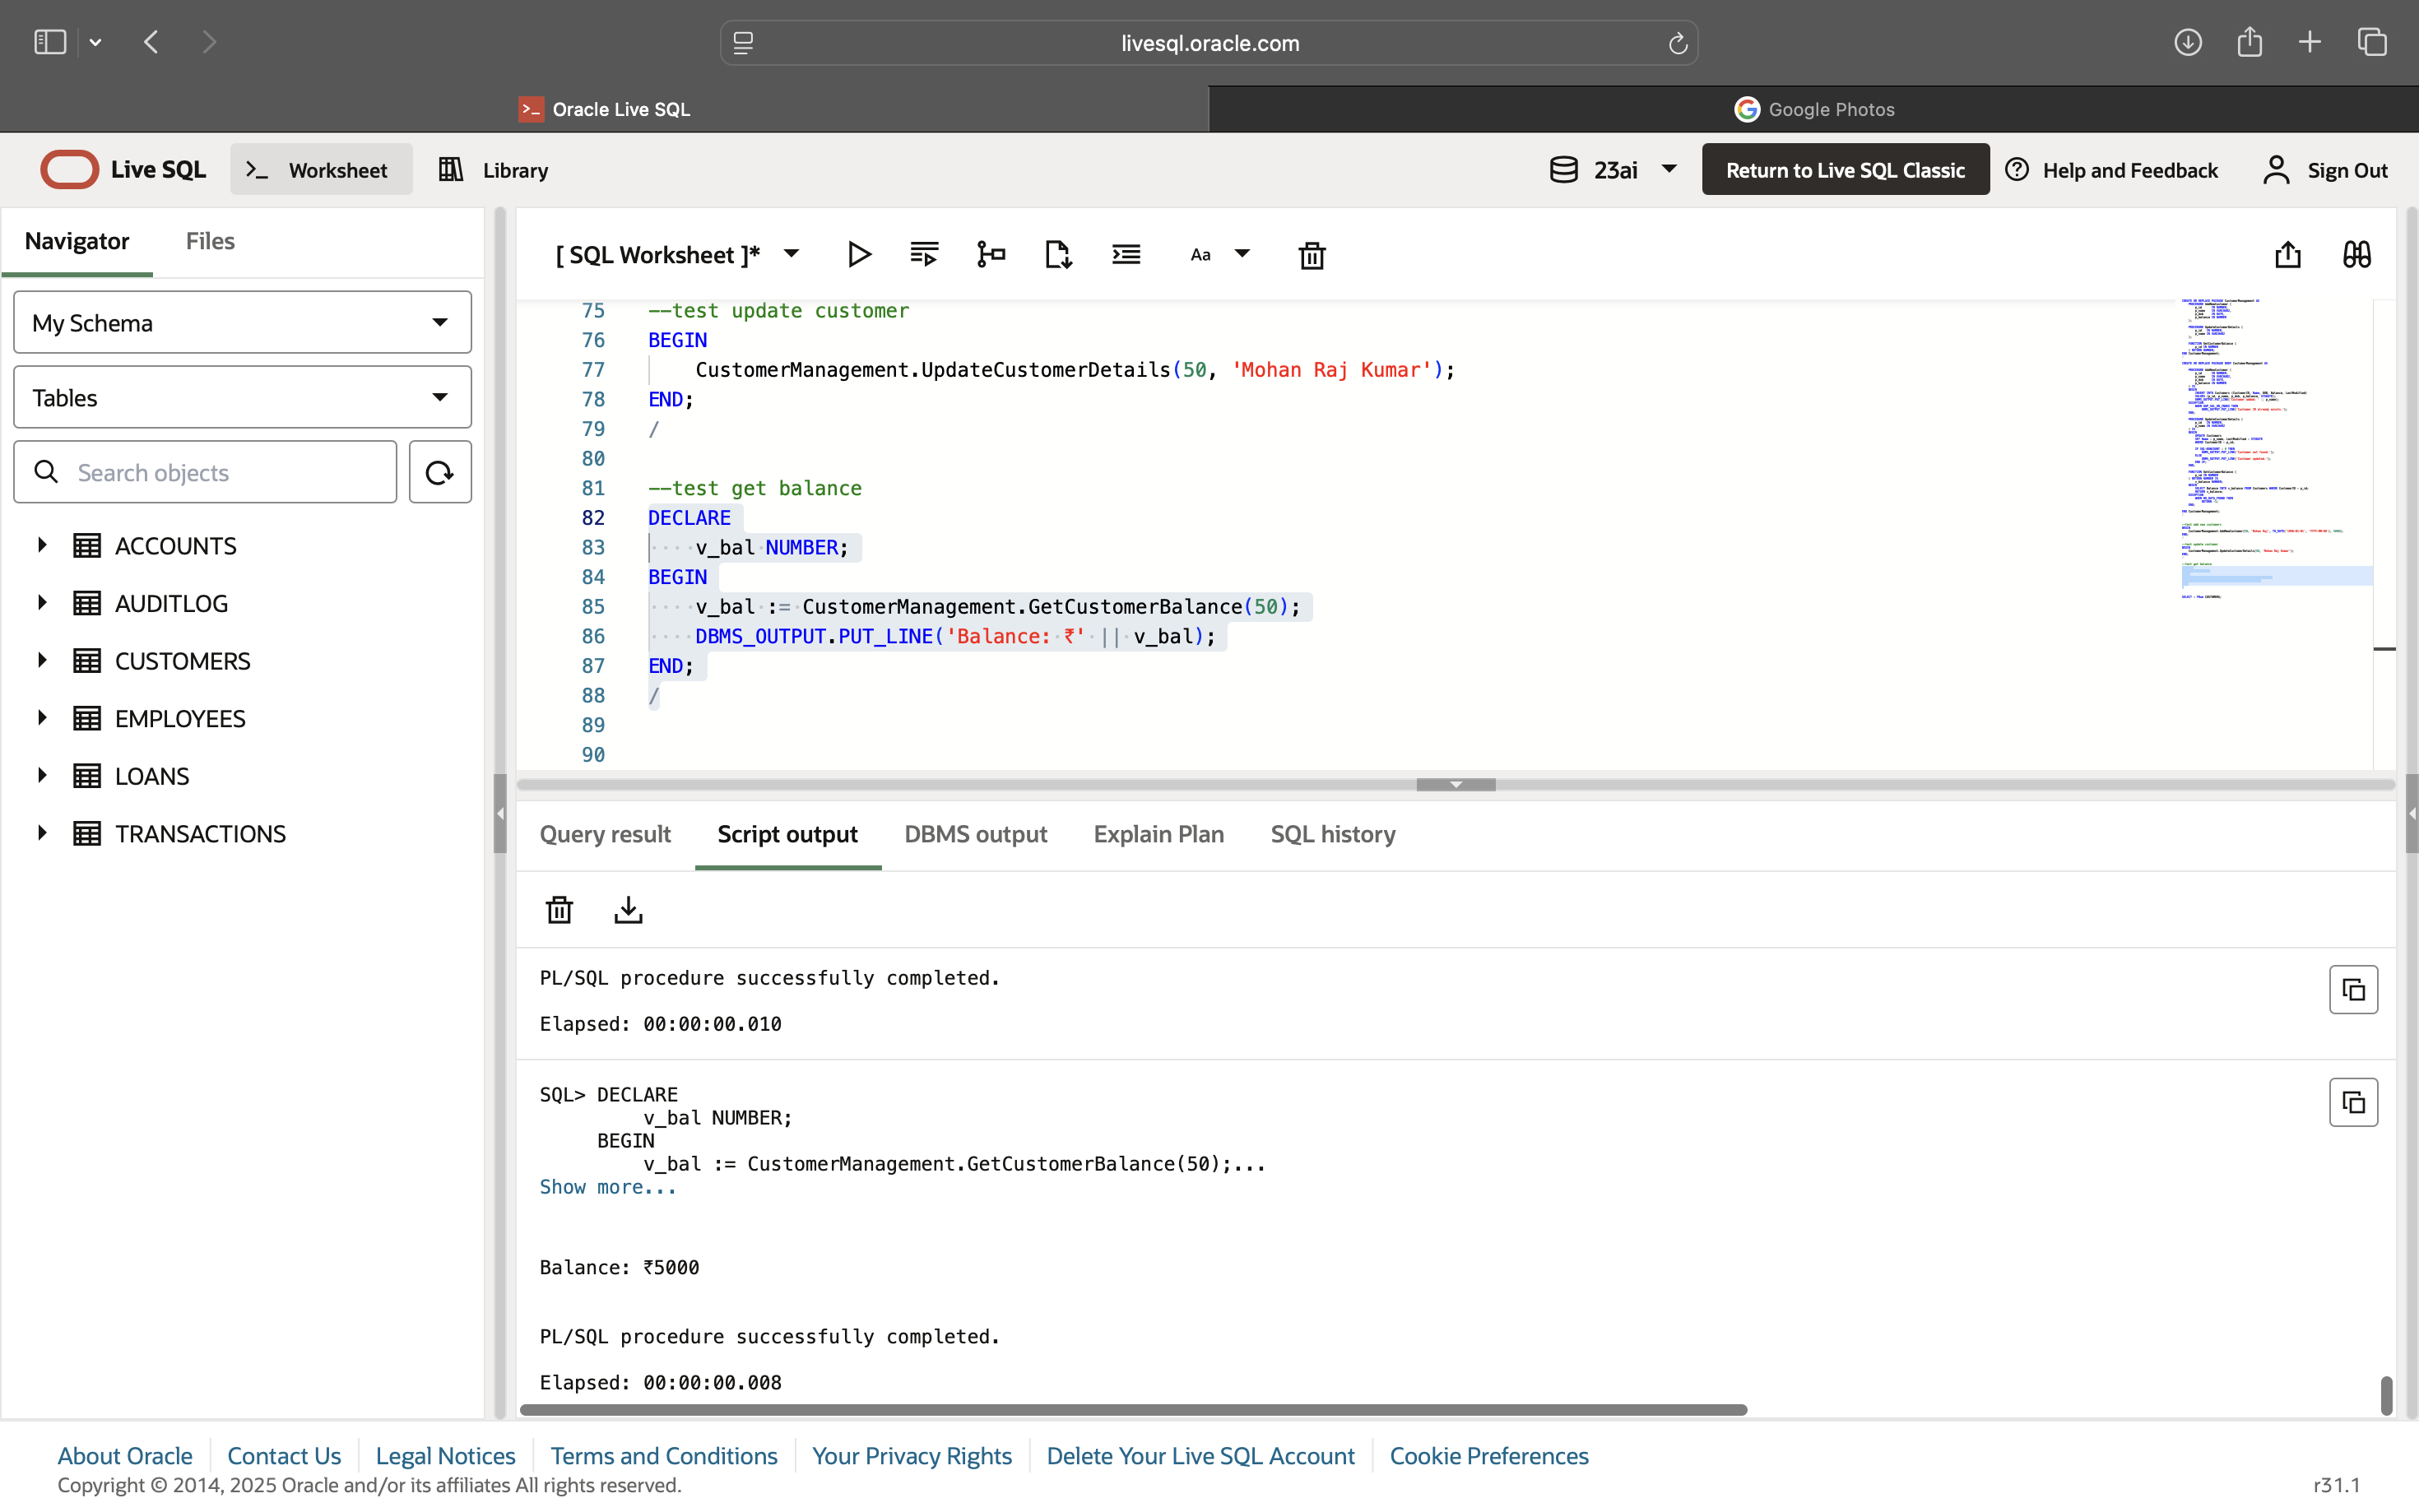 livesql.oracle.com
Oracle Live SQL
Google Photos
Live SQL
Worksheet
Library
23ai
Return to Live SQL Classic
Help and Feedback
Sign Out
Navigator
Files
[ SQL Worksheet ]*
Aa
My Schema
Tables
Search objects
ACCOUNTS
AUDITLOG
CUSTOMERS
EMPLOYEES
LOANS
TRANSACTIONS
75 --test update customer
76 BEGIN
77 CustomerManagement.UpdateCustomerDetails(50, 'Mohan Raj Kumar');
78 END;
79 /
80
81 --test get balance
82 DECLARE
83 v_bal NUMBER;
84 BEGIN
85 v_bal := CustomerManagement.GetCustomerBalance(50);
86 DBMS_OUTPUT.PUT_LINE('Balance: ₹' || v_bal);
87 END;
88 /
89
90
Query result
Script output
DBMS output
Explain Plan
SQL history
PL/SQL procedure successfully completed.
Elapsed: 00:00:00.010
SQL> DECLARE
v_bal NUMBER;
BEGIN
v_bal := CustomerManagement.GetCustomerBalance(50);...
Show more...
Balance: ₹5000
PL/SQL procedure successfully completed.
Elapsed: 00:00:00.008
About Oracle
Contact Us
Legal Notices
Terms and Conditions
Your Privacy Rights
Delete Your Live SQL Account
Cookie Preferences
Copyright © 2014, 2025 Oracle and/or its affiliates All rights reserved.
r31.1